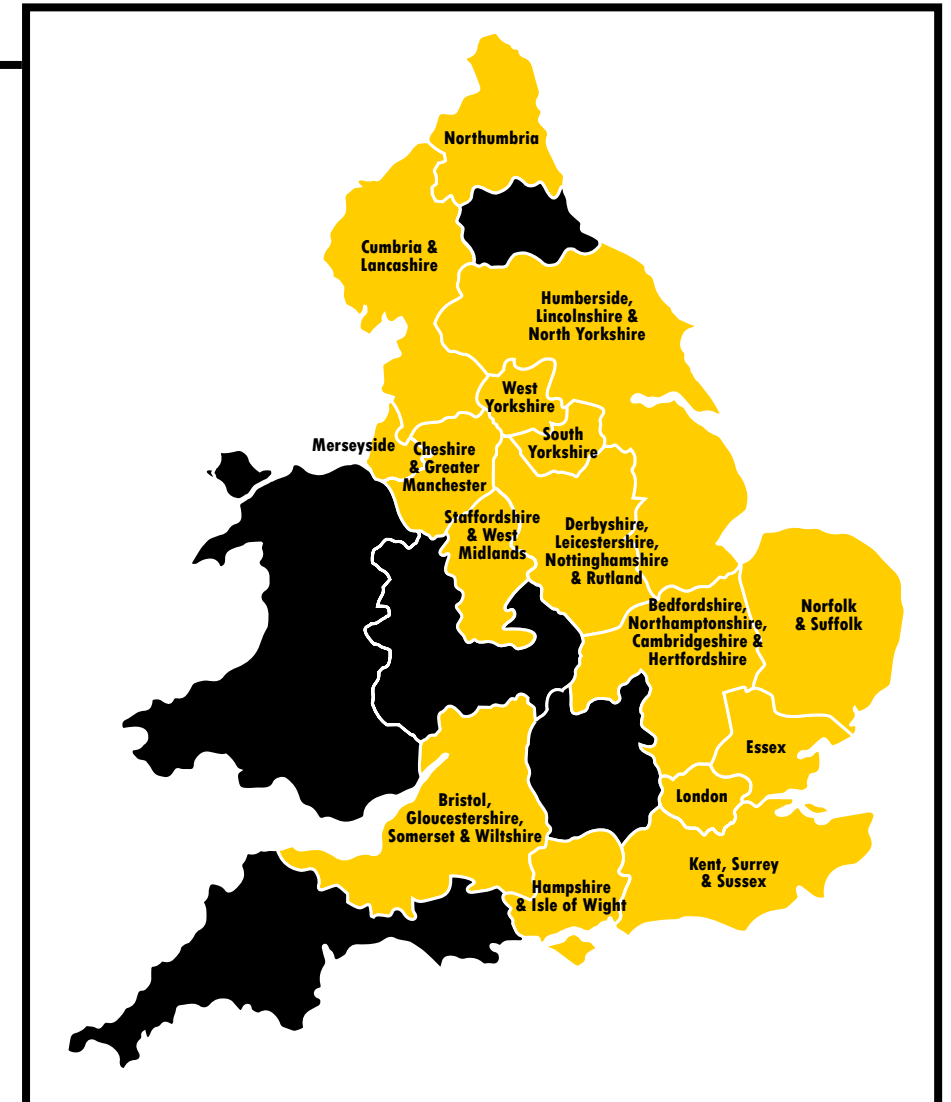 Northumbria
Cumbria &
Lancashire
Humberside,
Lincolnshire &
North Yorkshire
West
Yorkshire
South
Yorkshire
Merseyside
Cheshire
& Greater
Manchester
Staffordshire
& West
Midlands
Derbyshire,
Leicestershire,
Nottinghamshire
& Rutland
Bedfordshire,
Northamptonshire,
Cambridgeshire &
Hertfordshire
Norfolk
& Suffolk
Essex
London
Bristol,
Gloucestershire,
Somerset & Wiltshire
Kent, Surrey
& Sussex
Hampshire
& Isle of Wight